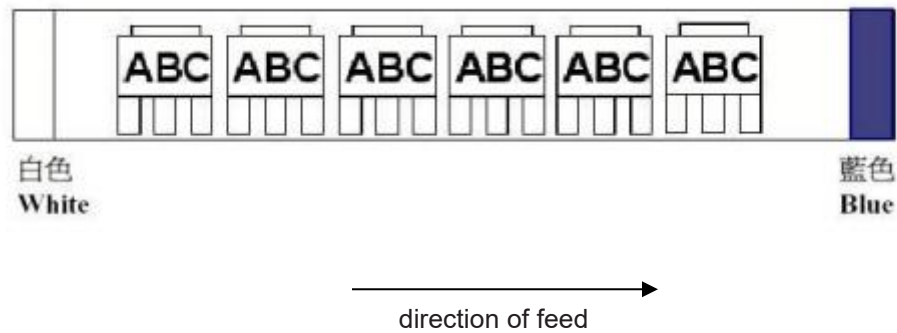 ABC ABC ABC ABC ABC ABC
白色 藍色
White Blue
direction of feed